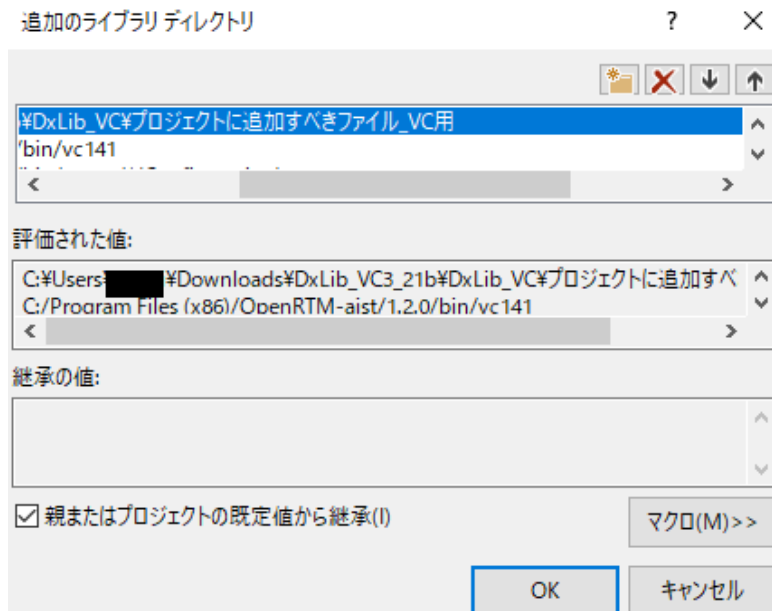 追加のライブラリ ディレクトリ
¥DxLib_VC¥プロジェクトに追加すべきファイル_VC用
/bin/vc141
評価された値:
C:¥Users¥ ¥Downloads¥DxLib_VC3_21b¥DxLib_VC¥プロジェクトに追加すべ
C:/Program Files (x86)/OpenRTM-aist/1.2.0/bin/vc141
継承の値:
親またはプロジェクトの既定値から継承(I)
マクロ(M)>>
OK
キャンセル